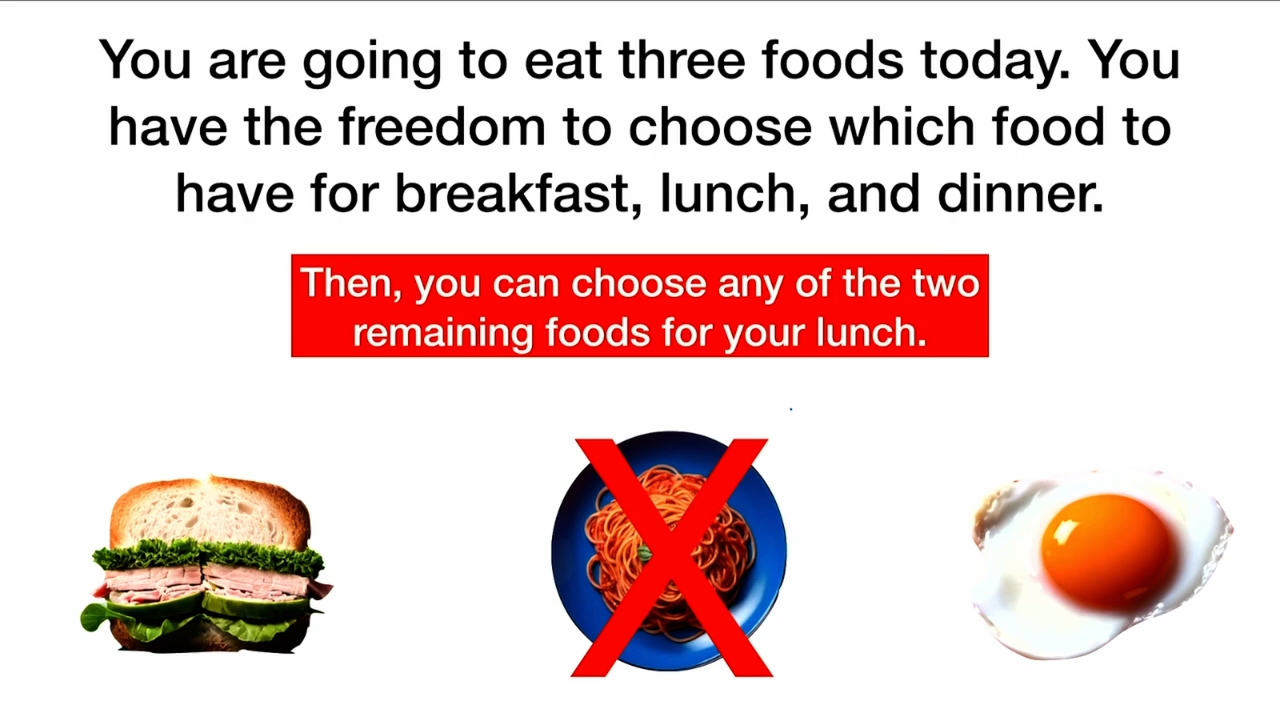 You are going to eat three foods today. You
have the freedom to choose which food to
have for breakfast, lunch, and dinner.
Then, you can choose any of the two
remaining foods for your lunch.